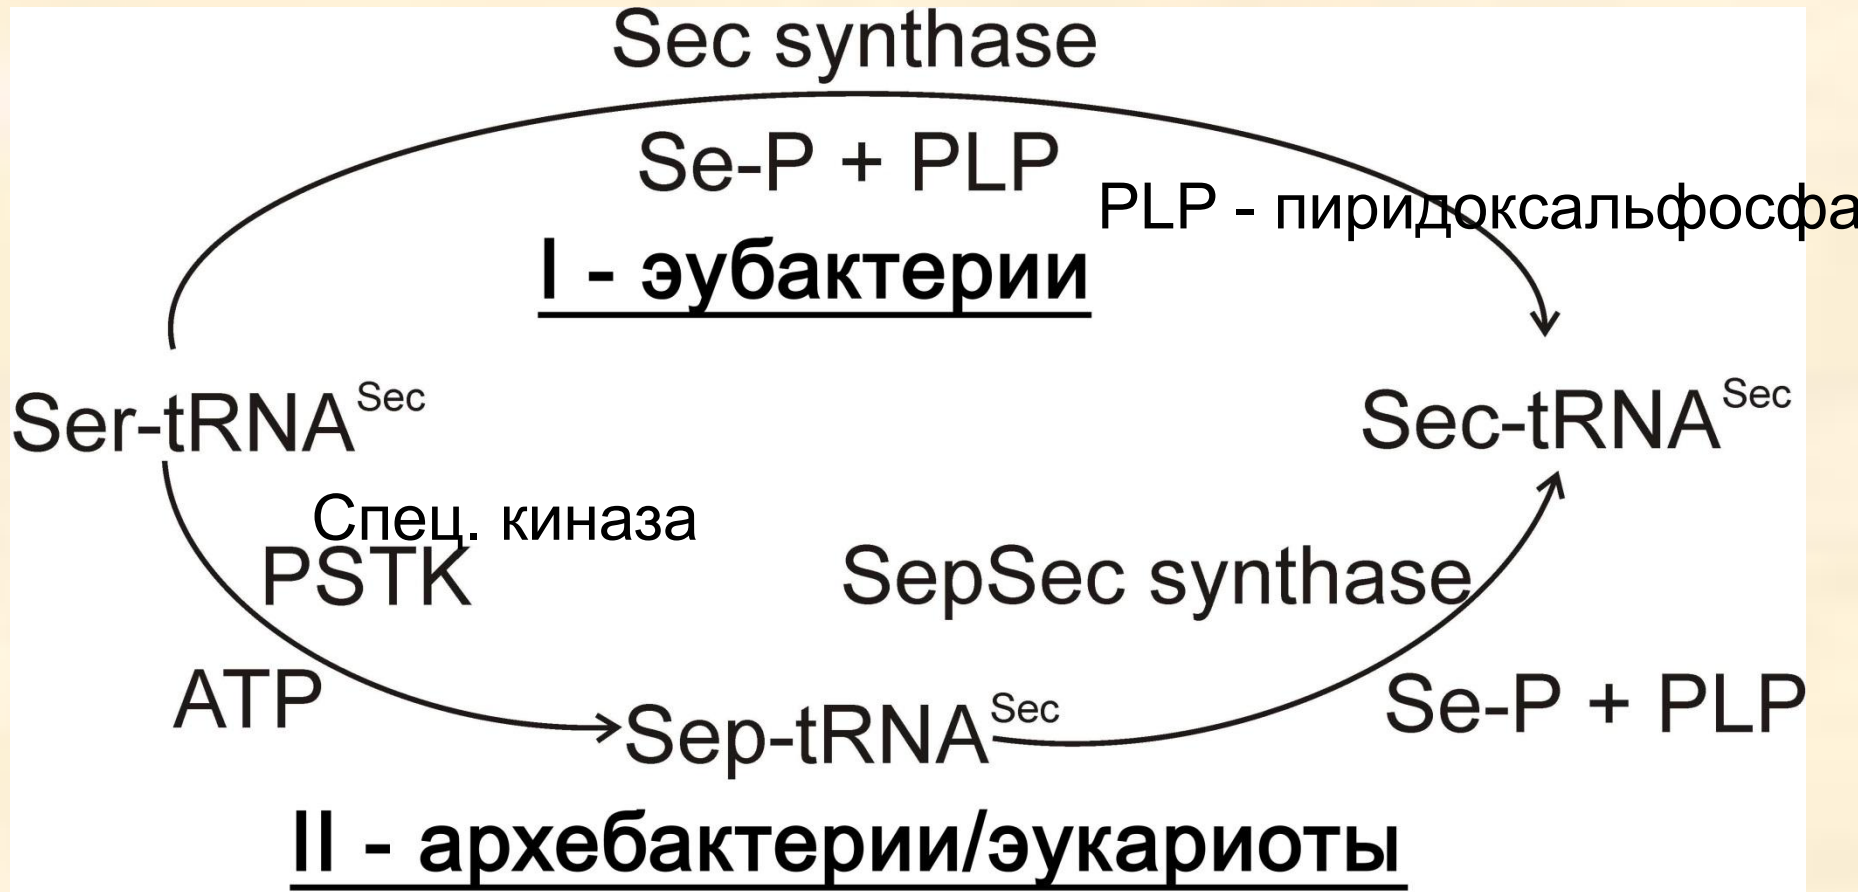 Sec synthase
Se-P + PLP
PLP - пиридоксальфосфа
I - эубактерии
Ser-tRNA^Sec
Sec-tRNA^Sec
Спец. киназа
PSTK
SepSec synthase
ATP
Sep-tRNA^Sec
Se-P + PLP
II - архебактерии/эукариоты